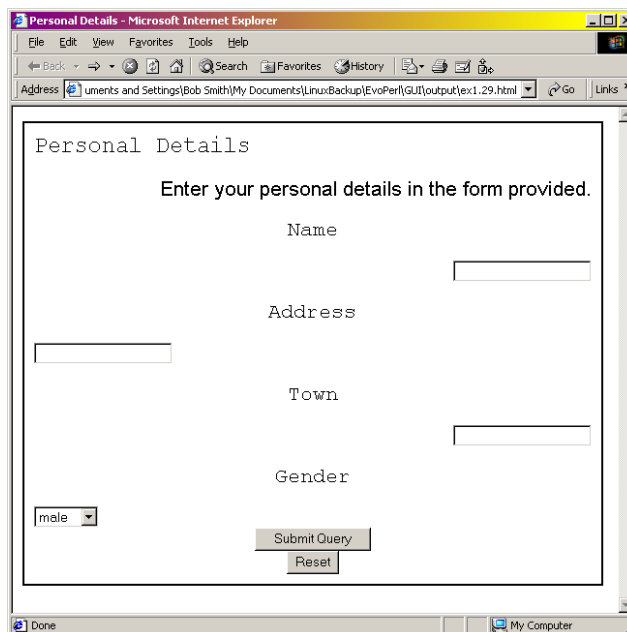 Personal Details - Microsoft Internet Explorer
File Edit View Favorites Tools Help
Back Search Favorites History
Address uments and Settings\Bob Smith\My Documents\LinuxBackup\EvoPerl\GUI\output\ex1.29.html Go Links »
Personal Details
Enter your personal details in the form provided.
Name
Address
Town
Gender
male
Submit Query
Reset
Done My Computer